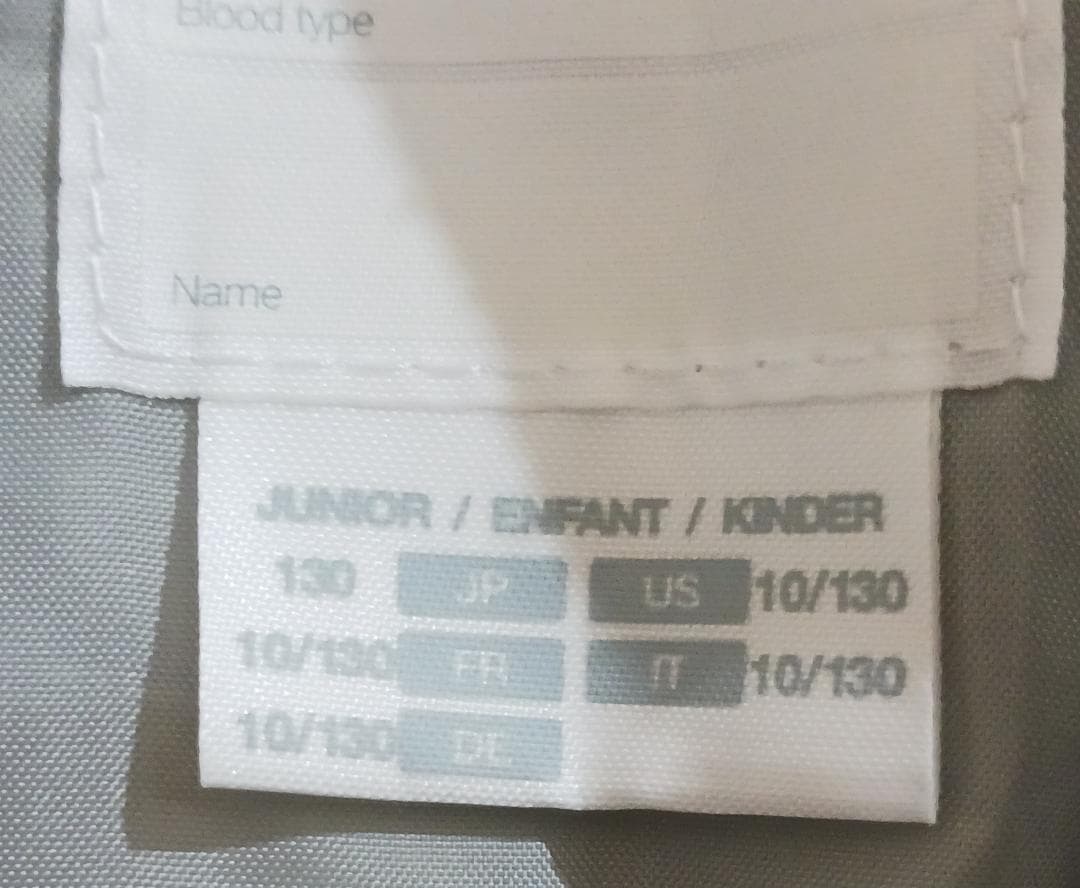 Blood type
Name
JUNIOR / ENFANT / KINDER
130 JP US 10/130
10/130 FR IT 10/130
10/130 DE